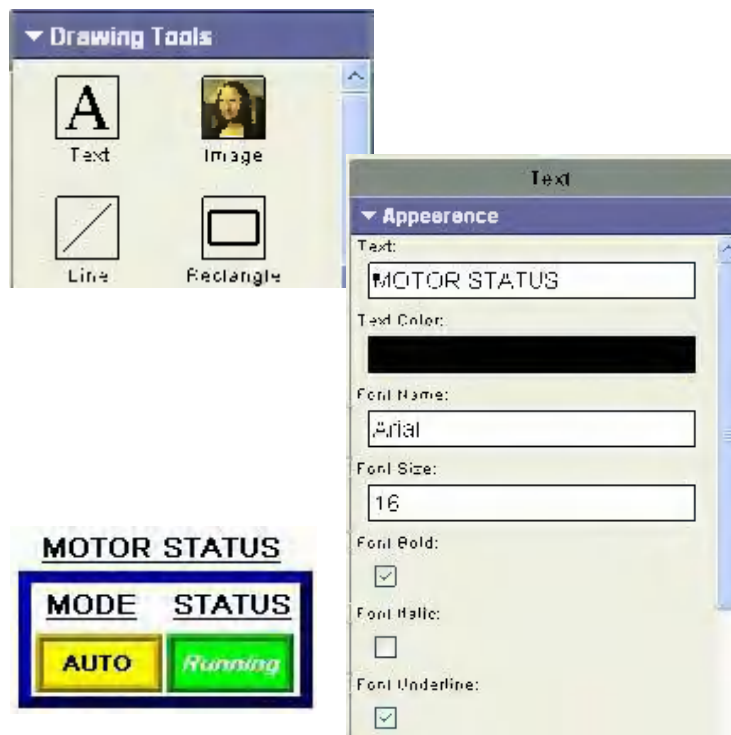 Drawing Tools
Text Image
Line Rectangle
Text
Appearance
Text:
MOTOR STATUS
Text Color:
Font Name:
Arial
Font Size:
16
Font Bold:
Font Italic:
Font Underline:
MOTOR STATUS
MODE STATUS
AUTO Running